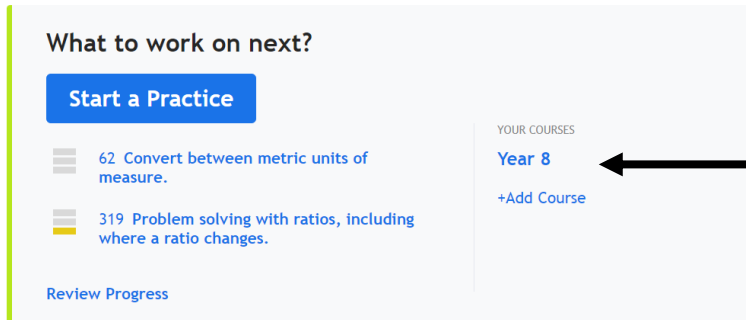 What to work on next?
Start a Practice
62 Convert between metric units of
measure.
319 Problem solving with ratios, including
where a ratio changes.
Review Progress
YOUR COURSES
Year 8
+Add Course